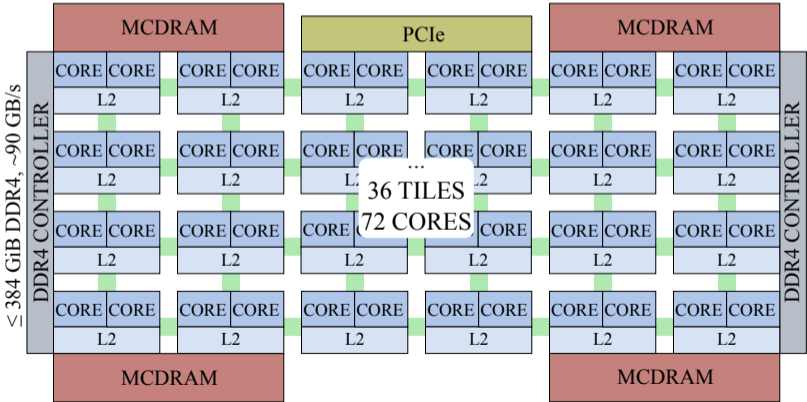 MCDRAM
PCIe
MCDRAM
≤ 384 GiB DDR4, ~90 GB/s
DDR4 CONTROLLER
DDR4 CONTROLLER
CORE CORE CORE CORE CORE CORE CORE CORE CORE CORE CORE CORE
L2 L2 L2 L2 L2 L2
CORE CORE CORE CORE CORE CORE CORE CORE CORE CORE CORE CORE
L2 L2 L2 L2 L2
...
36 TILES
72 CORES
CORE CORE CORE CORE CORE CORE CORE CORE CORE CORE
L2 L2 L2 L2 L2 L2
CORE CORE CORE CORE CORE CORE CORE CORE CORE CORE CORE CORE
L2 L2 L2 L2 L2 L2
MCDRAM
MCDRAM